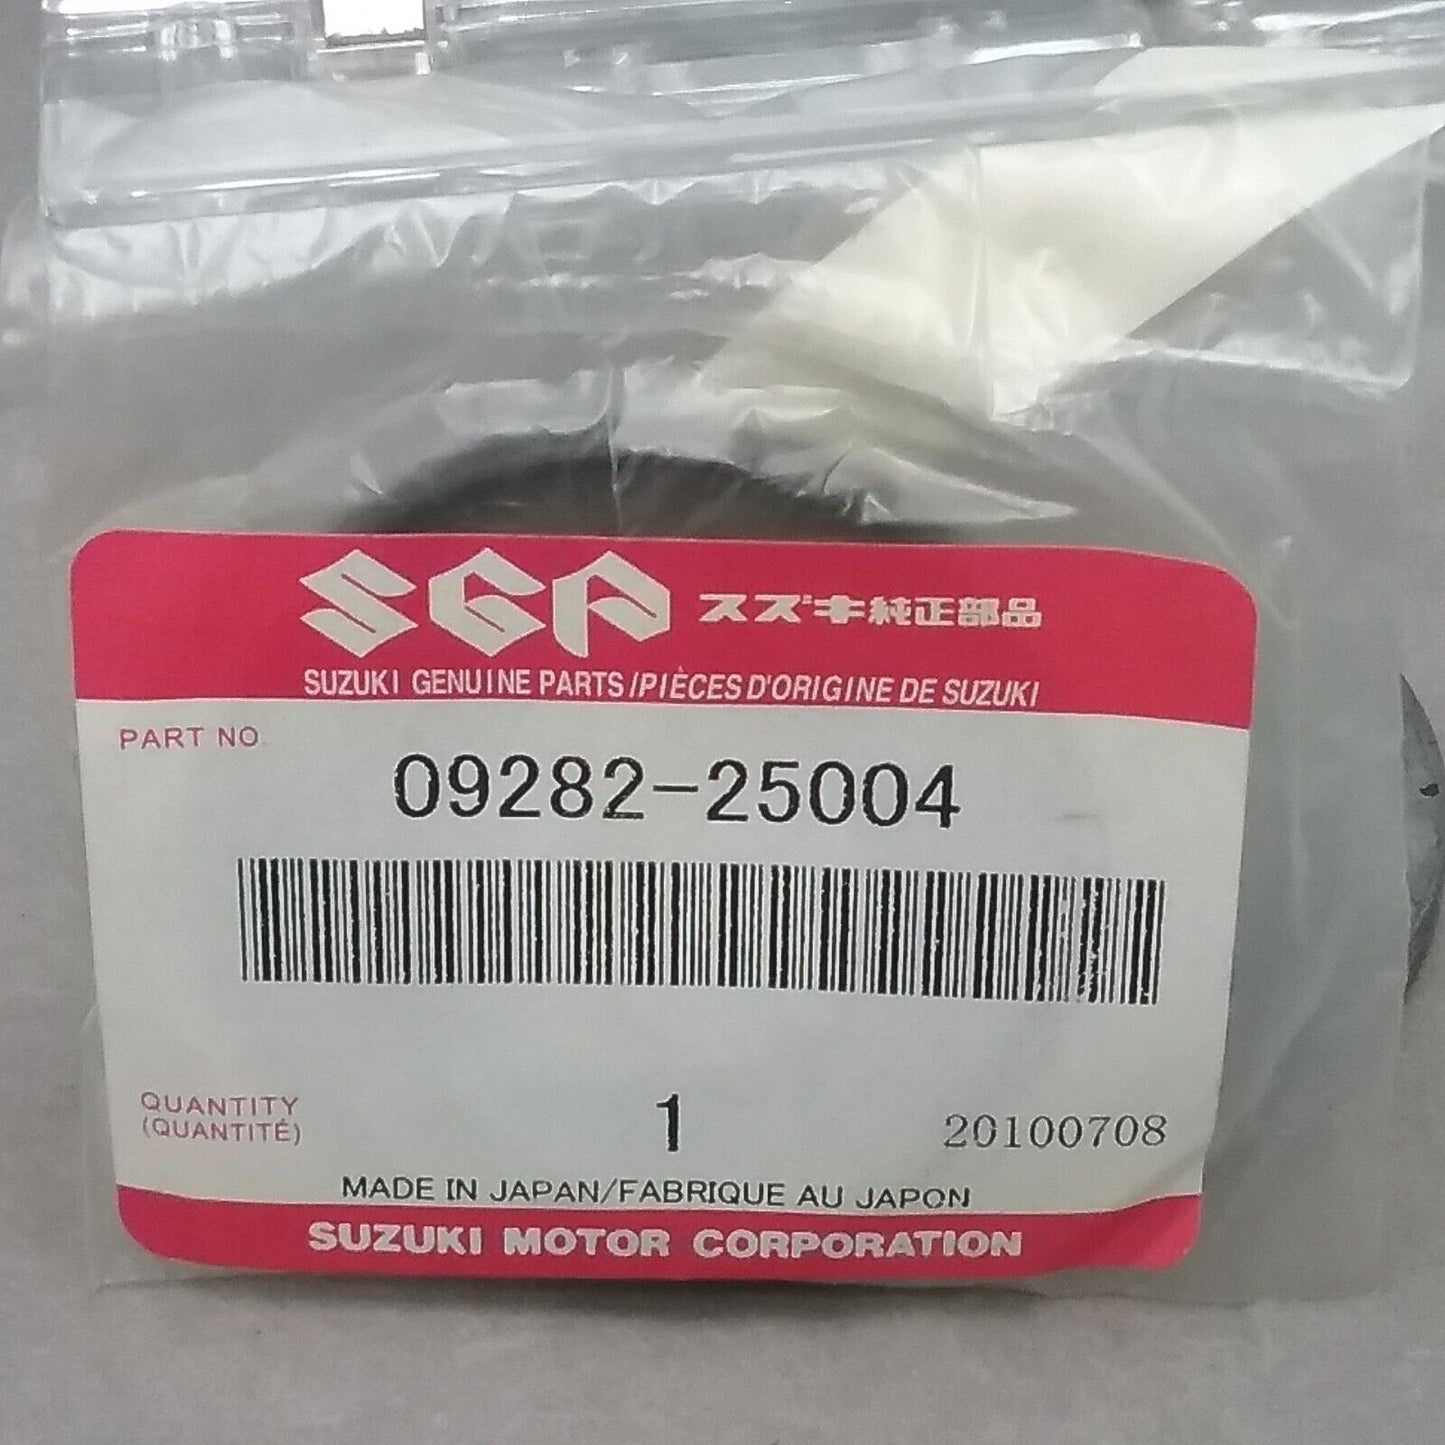 SGP スズキ純正部品
SUZUKI GENUINE PARTS/PIÈCES D'ORIGINE DE SUZUKI
PART NO.
09282-25004
QUANTITY
(QUANTITÉ)
1
20100708
MADE IN JAPAN/FABRIQUE AU JAPON
SUZUKI MOTOR CORPORATION